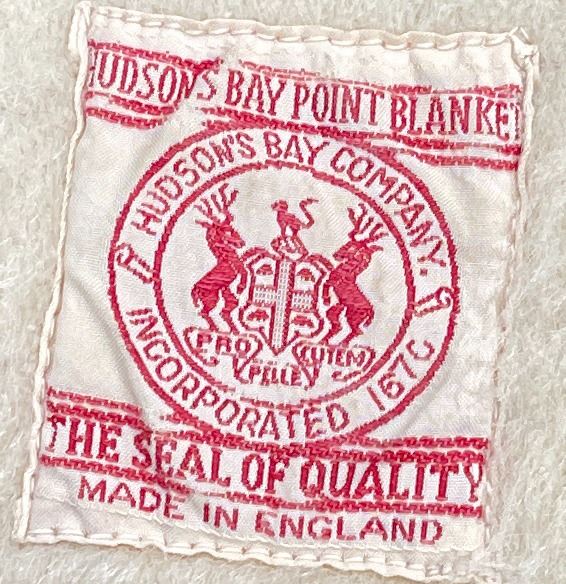 HUDSON'S BAY POINT BLANKET
HUDSON'S BAY COMPANY.
PRO PELLE CUTEM
INCORPORATED 1670
THE SEAL OF QUALITY
MADE IN ENGLAND